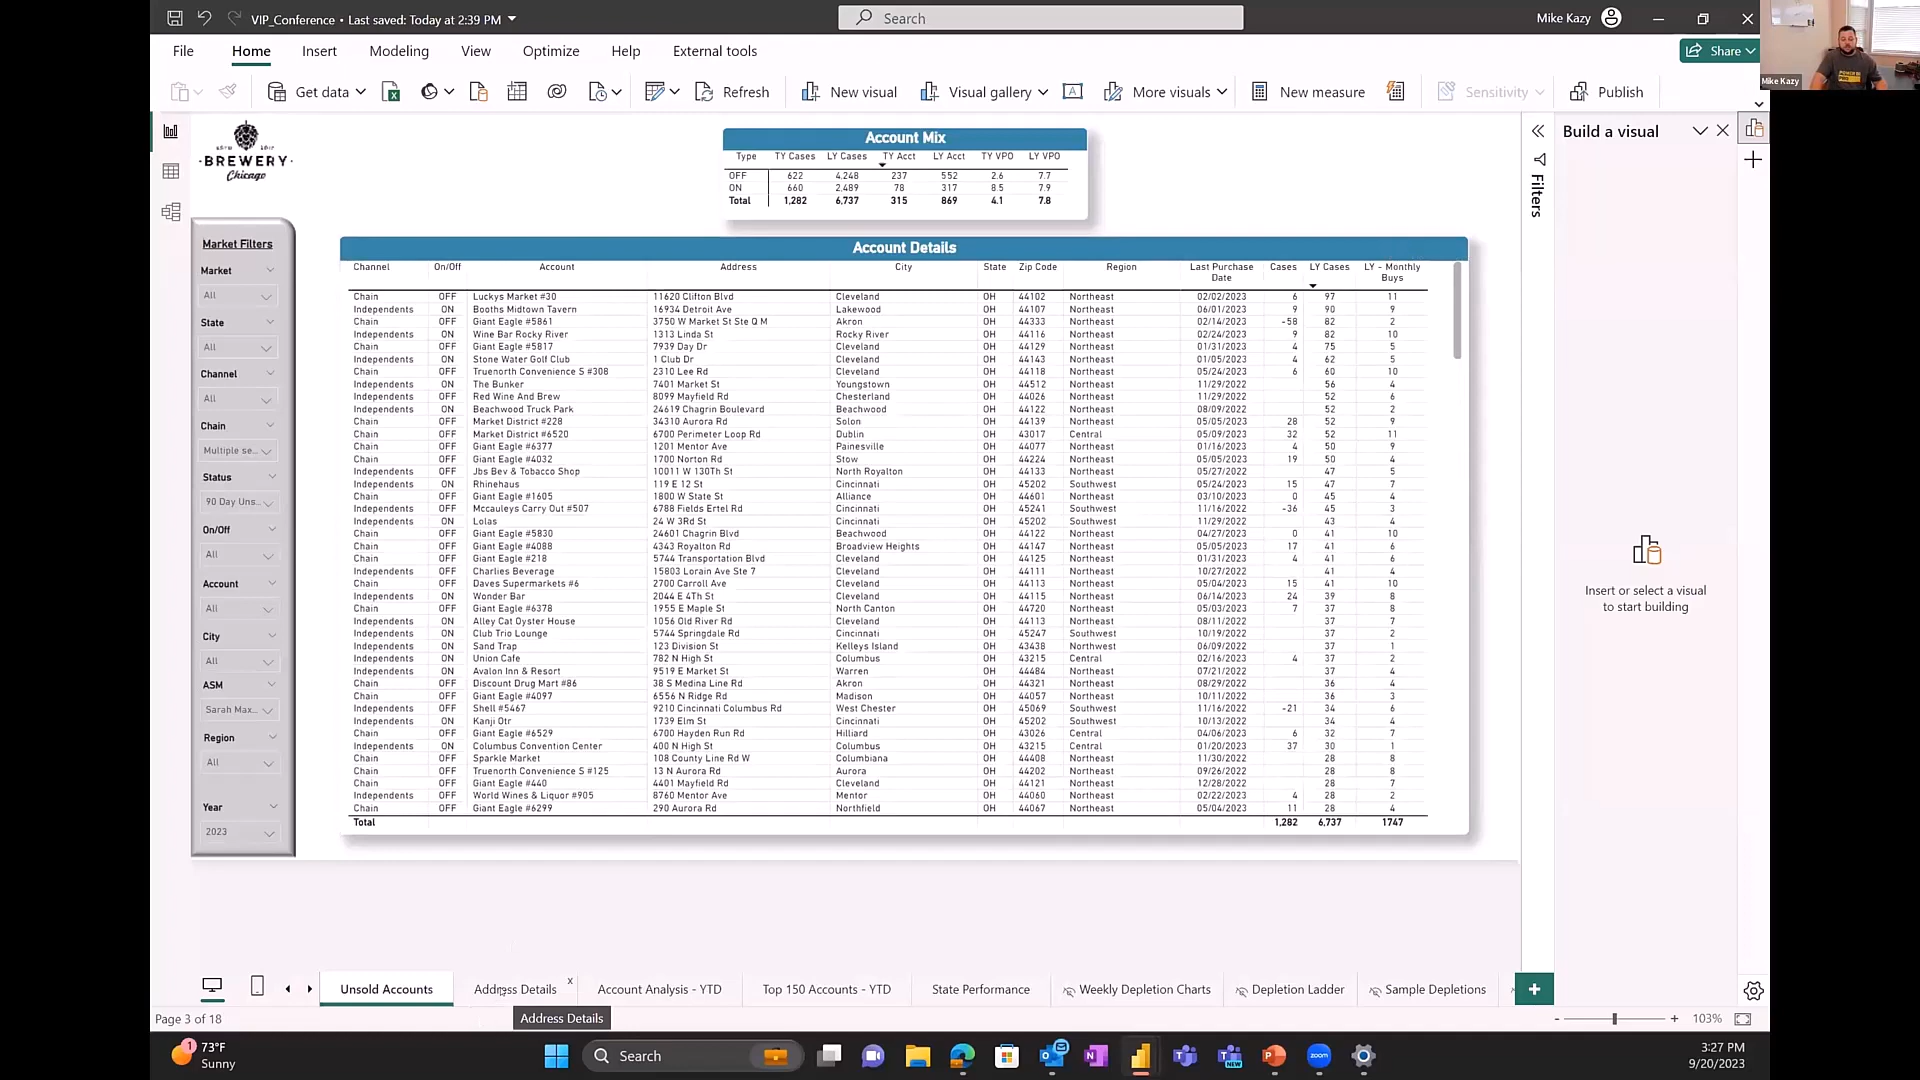 VIP_Conference • Last saved: Today at 2:39 PM
Search
Mike Kazy
File Home Insert Modeling View Optimize Help External tools
Share
Mike Kazy
Get data
Refresh
New visual
Visual gallery
More visuals
New measure
Sensitivity
Publish
BREWERY
Chicago
Account Mix
Type TY Cases LY Cases TY Acct LY Acct TY VPO LY VPO
OFF 622 4,248 237 552 2.6 7.7
ON 660 2,489 78 317 8.5 7.9
Total 1,282 6,737 315 869 4.1 7.8
Build a visual
Filters
Insert or select a visual
to start building
Market Filters
Market
All
State
All
Channel
All
Chain
Multiple se...
Status
90 Day Uns...
On/Off
All
Account
All
City
All
ASM
Sarah Max...
Region
All
Year
2023
Account Details
Channel On/Off Account Address City State Zip Code Region Last Purchase Date Cases LY Cases LY - Monthly Buys
Chain OFF Luckys Market #30 11620 Clifton Blvd Cleveland OH 44102 Northeast 02/02/2023 6 97 11
Independents ON Booths Midtown Tavern 16934 Detroit Ave Lakewood OH 44107 Northeast 06/01/2023 9 90 9
Chain OFF Giant Eagle #5861 3750 W Market St Ste Q M Akron OH 44333 Northeast 02/14/2023 -58 82 2
Independents ON Wine Bar Rocky River 1313 Linda St Rocky River OH 44116 Northeast 02/24/2023 9 82 10
Chain OFF Giant Eagle #5817 7939 Day Dr Cleveland OH 44129 Northeast 01/31/2023 4 75 5
Independents ON Stone Water Golf Club 1 Club Dr Cleveland OH 44143 Northeast 01/05/2023 4 62 5
Chain OFF Truenorth Convenience S #308 2310 Lee Rd Cleveland OH 44118 Northeast 05/24/2023 6 60 10
Independents ON The Bunker 7401 Market St Youngstown OH 44512 Northeast 11/29/2022 56 4
Independents OFF Red Wine And Brew 8099 Mayfield Rd Chesterland OH 44026 Northeast 11/29/2022 52 6
Independents ON Beachwood Truck Park 24619 Chagrin Boulevard Beachwood OH 44122 Northeast 08/09/2022 52 2
Chain OFF Market District #228 34310 Aurora Rd Solon OH 44139 Northeast 05/05/2023 28 52 9
Chain OFF Market District #6520 6700 Perimeter Loop Rd Dublin OH 43017 Central 05/09/2023 32 52 11
Chain OFF Giant Eagle #6377 1201 Mentor Ave Painesville OH 44077 Northeast 01/16/2023 4 50 9
Chain OFF Giant Eagle #4032 1700 Norton Rd Stow OH 44224 Northeast 05/05/2023 19 50 4
Independents OFF Jbs Bev & Tobacco Shop 10011 W 130Th St North Royalton OH 44133 Northeast 05/27/2022 47 5
Independents ON Rhinehaus 119 E 12 St Cincinnati OH 45202 Southwest 05/24/2023 15 47 7
Chain OFF Giant Eagle #1605 1800 W State St Alliance OH 44601 Northeast 03/10/2023 0 45 4
Independents OFF Mccauleys Carry Out #507 6788 Fields Ertel Rd Cincinnati OH 45241 Southwest 11/16/2022 -36 45 3
Independents ON Lolas 24 W 3Rd St Cincinnati OH 45202 Southwest 11/29/2022 43 4
Chain OFF Giant Eagle #5830 24601 Chagrin Blvd Beachwood OH 44122 Northeast 04/27/2023 0 41 10
Chain OFF Giant Eagle #4088 4343 Royalton Rd Broadview Heights OH 44147 Northeast 05/05/2023 17 41 6
Chain OFF Giant Eagle #218 5744 Transportation Blvd Cleveland OH 44125 Northeast 01/31/2023 4 41 6
Independents OFF Charlies Beverage 15803 Lorain Ave Ste 7 Cleveland OH 44111 Northeast 10/27/2022 41 4
Chain OFF Daves Supermarkets #6 2700 Carroll Ave Cleveland OH 44113 Northeast 05/04/2023 15 41 10
Independents ON Wonder Bar 2044 E 4Th St Cleveland OH 44115 Northeast 06/14/2023 24 39 8
Chain OFF Giant Eagle #6378 1955 E Maple St North Canton OH 44720 Northeast 05/03/2023 7 37 8
Independents ON Alley Cat Oyster House 1056 Old River Rd Cleveland OH 44113 Northeast 08/11/2022 37 7
Independents ON Club Trio Lounge 5744 Springdale Rd Cincinnati OH 45247 Southwest 10/19/2022 37 2
Independents ON Sand Trap 123 Division St Kelleys Island OH 43438 Northwest 06/09/2022 37 1
Independents ON Union Cafe 782 N High St Columbus OH 43215 Central 02/16/2023 4 37 2
Independents ON Avalon Inn & Resort 9519 E Market St Warren OH 44484 Northeast 07/21/2022 37 4
Chain OFF Discount Drug Mart #86 38 S Medina Line Rd Akron OH 44321 Northeast 08/29/2022 36 4
Chain OFF Giant Eagle #4097 6556 N Ridge Rd Madison OH 44057 Northeast 10/11/2022 36 3
Chain OFF Shell #5467 9210 Cincinnati Columbus Rd West Chester OH 45069 Southwest 11/16/2022 -21 34 6
Independents ON Kanji Otr 1739 Elm St Cincinnati OH 45202 Southwest 10/13/2022 34 4
Chain OFF Giant Eagle #6529 6700 Hayden Run Rd Hilliard OH 43026 Central 04/06/2023 6 32 7
Independents ON Columbus Convention Center 400 N High St Columbus OH 43215 Central 01/20/2023 37 30 1
Chain OFF Sparkle Market 108 County Line Rd W Columbiana OH 44408 Northeast 11/30/2022 28 8
Chain OFF Truenorth Convenience S #125 13 N Aurora Rd Aurora OH 44202 Northeast 09/26/2022 28 8
Chain OFF Giant Eagle #440 4401 Mayfield Rd Cleveland OH 44121 Northeast 12/28/2022 28 7
Independents OFF World Wines & Liquor #905 8760 Mentor Ave Mentor OH 44060 Northeast 02/22/2023 4 28 2
Chain OFF Giant Eagle #6299 290 Aurora Rd Northfield OH 44067 Northeast 05/04/2023 11 28 4
Total 1,282 6,737 1747
Unsold Accounts Address Details x Account Analysis - YTD Top 150 Accounts - YTD State Performance Weekly Depletion Charts Depletion Ladder Sample Depletions +
Page 3 of 18
Address Details
- + 103%
1
73°F
Sunny
Search
NEW
zoom
3:27 PM
9/20/2023